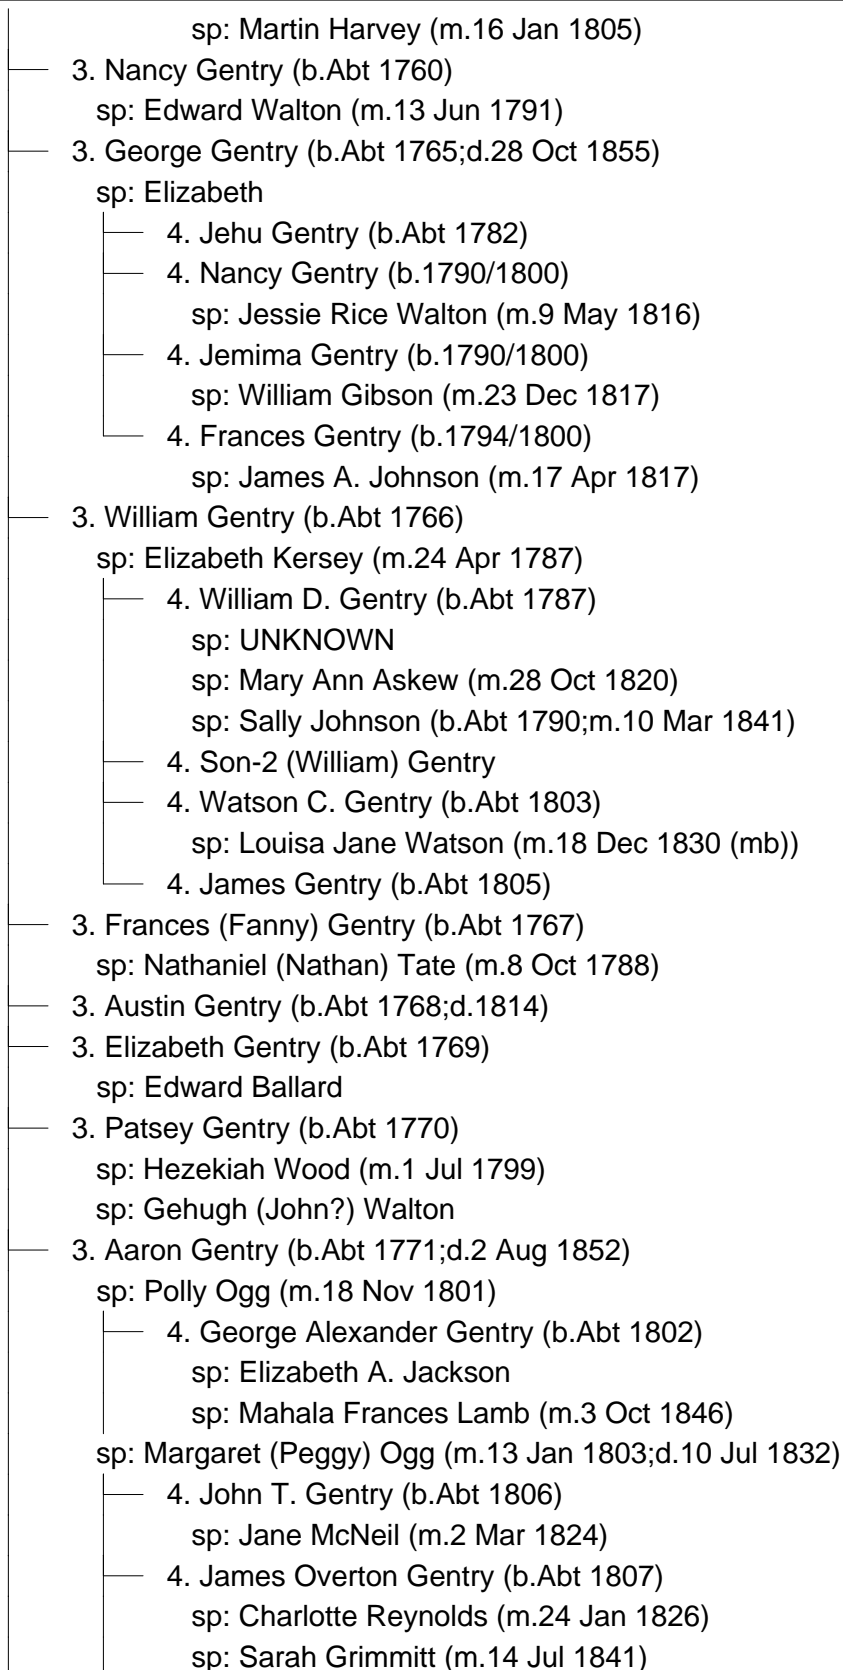 sp: Martin Harvey (m.16 Jan 1805)
3. Nancy Gentry (b.Abt 1760)
sp: Edward Walton (m.13 Jun 1791)
3. George Gentry (b.Abt 1765;d.28 Oct 1855)
sp: Elizabeth
4. Jehu Gentry (b.Abt 1782)
4. Nancy Gentry (b.1790/1800)
sp: Jessie Rice Walton (m.9 May 1816)
4. Jemima Gentry (b.1790/1800)
sp: William Gibson (m.23 Dec 1817)
4. Frances Gentry (b.1794/1800)
sp: James A. Johnson (m.17 Apr 1817)
3. William Gentry (b.Abt 1766)
sp: Elizabeth Kersey (m.24 Apr 1787)
4. William D. Gentry (b.Abt 1787)
sp: UNKNOWN
sp: Mary Ann Askew (m.28 Oct 1820)
sp: Sally Johnson (b.Abt 1790;m.10 Mar 1841)
4. Son-2 (William) Gentry
4. Watson C. Gentry (b.Abt 1803)
sp: Louisa Jane Watson (m.18 Dec 1830 (mb))
4. James Gentry (b.Abt 1805)
3. Frances (Fanny) Gentry (b.Abt 1767)
sp: Nathaniel (Nathan) Tate (m.8 Oct 1788)
3. Austin Gentry (b.Abt 1768;d.1814)
3. Elizabeth Gentry (b.Abt 1769)
sp: Edward Ballard
3. Patsey Gentry (b.Abt 1770)
sp: Hezekiah Wood (m.1 Jul 1799)
sp: Gehugh (John?) Walton
3. Aaron Gentry (b.Abt 1771;d.2 Aug 1852)
sp: Polly Ogg (m.18 Nov 1801)
4. George Alexander Gentry (b.Abt 1802)
sp: Elizabeth A. Jackson
sp: Mahala Frances Lamb (m.3 Oct 1846)
sp: Margaret (Peggy) Ogg (m.13 Jan 1803;d.10 Jul 1832)
4. John T. Gentry (b.Abt 1806)
sp: Jane McNeil (m.2 Mar 1824)
4. James Overton Gentry (b.Abt 1807)
sp: Charlotte Reynolds (m.24 Jan 1826)
sp: Sarah Grimmitt (m.14 Jul 1841)